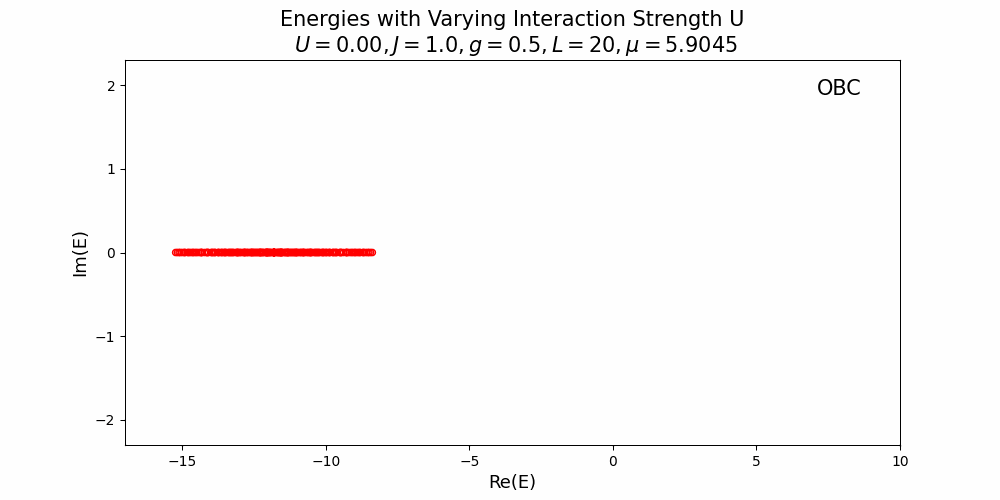 Energies with Varying Interaction Strength U
U = 0.00, J = 1.0, g = 0.5, L = 20, μ = 5.9045
OBC
2
1
0
−1
−2
Im(E)
−15 −10 −5 0 5 10
Re(E)